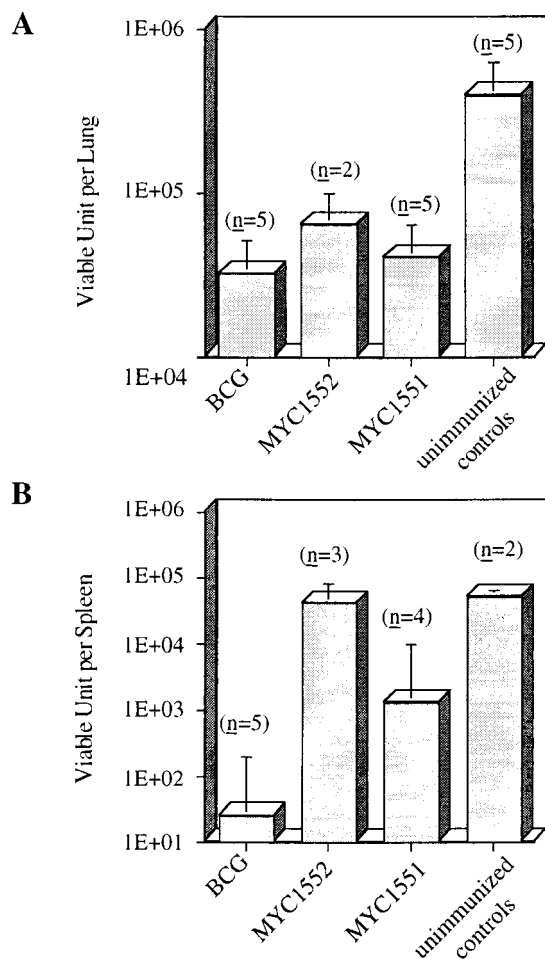 A
1E+06
(n=5)
Viable Unit per Lung
1E+05
(n=5)
(n=2)
(n=5)
1E+04
BCG
MYC1552
MYC1551
unimmunized
controls
B
1E+06
(n=3)
(n=2)
Viable Unit per Spleen
1E+05
(n=4)
1E+04
1E+03
(n=5)
1E+02
1E+01
BCG
MYC1552
MYC1551
unimmunized
controls